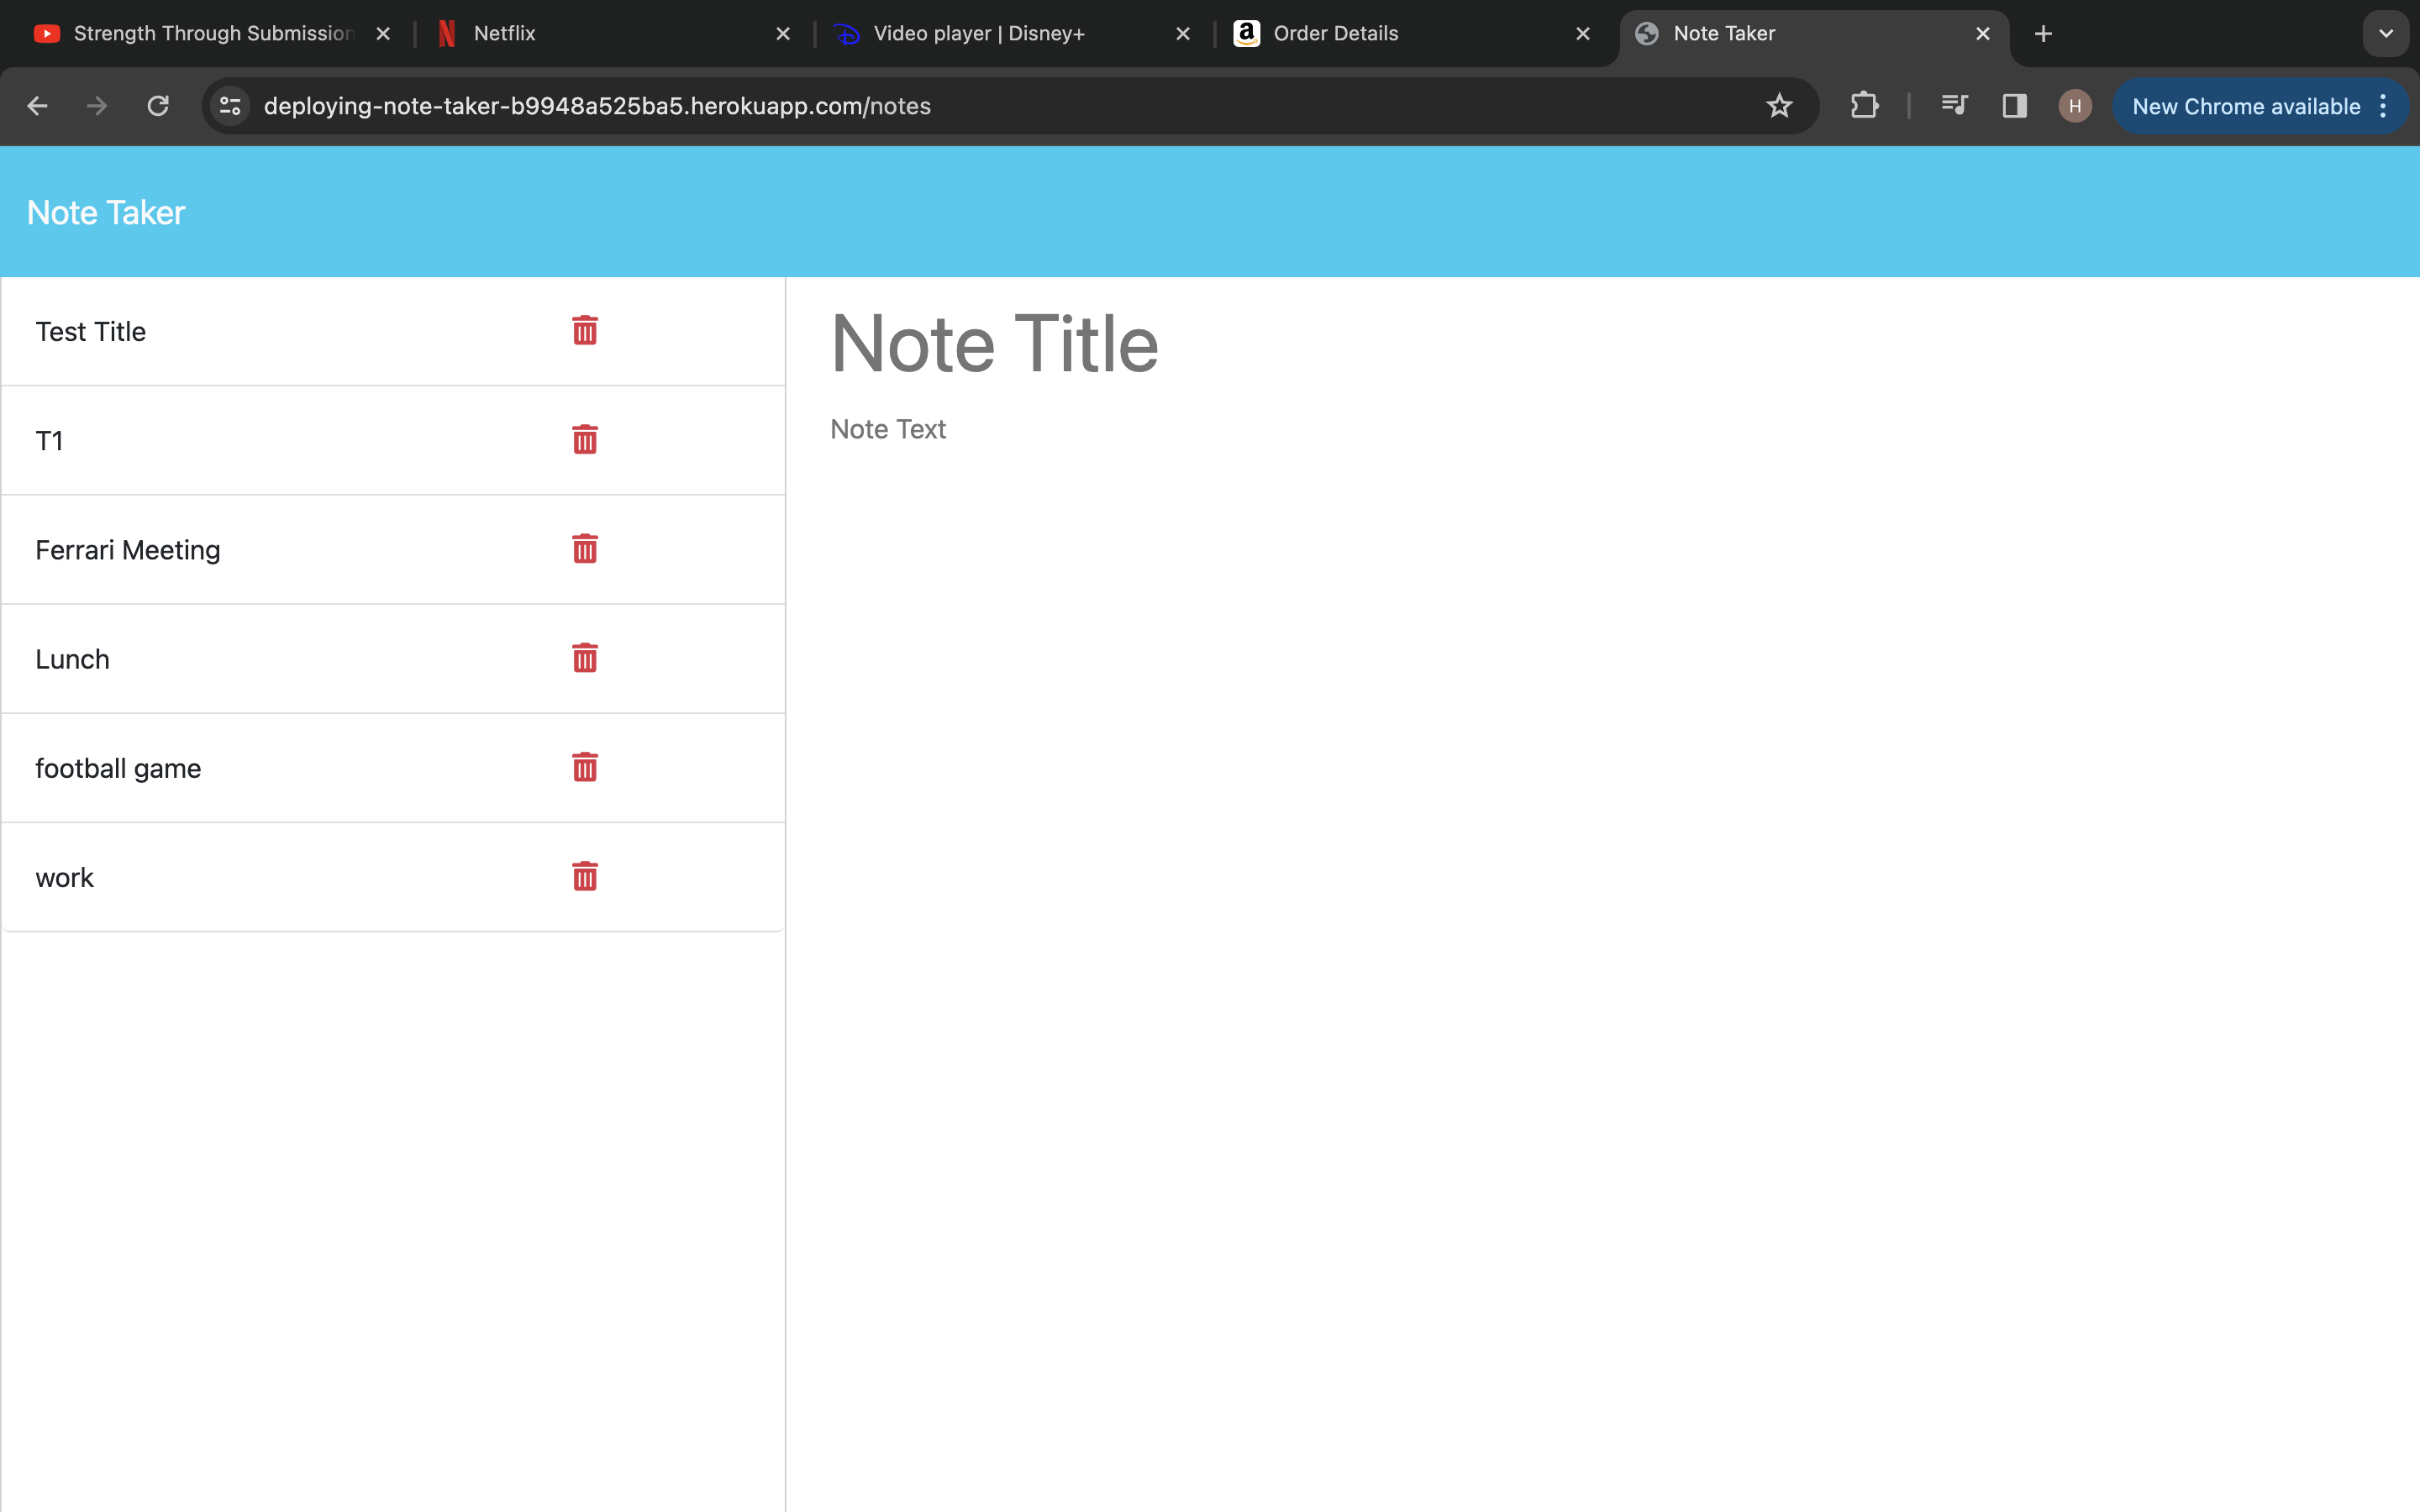 Strength Through Submission
Netflix
Video player | Disney+
Order Details
Note Taker
deploying-note-taker-b9948a525ba5.herokuapp.com/notes
H
New Chrome available
Note Taker
Test Title
T1
Ferrari Meeting
Lunch
football game
work
Note Title
Note Text